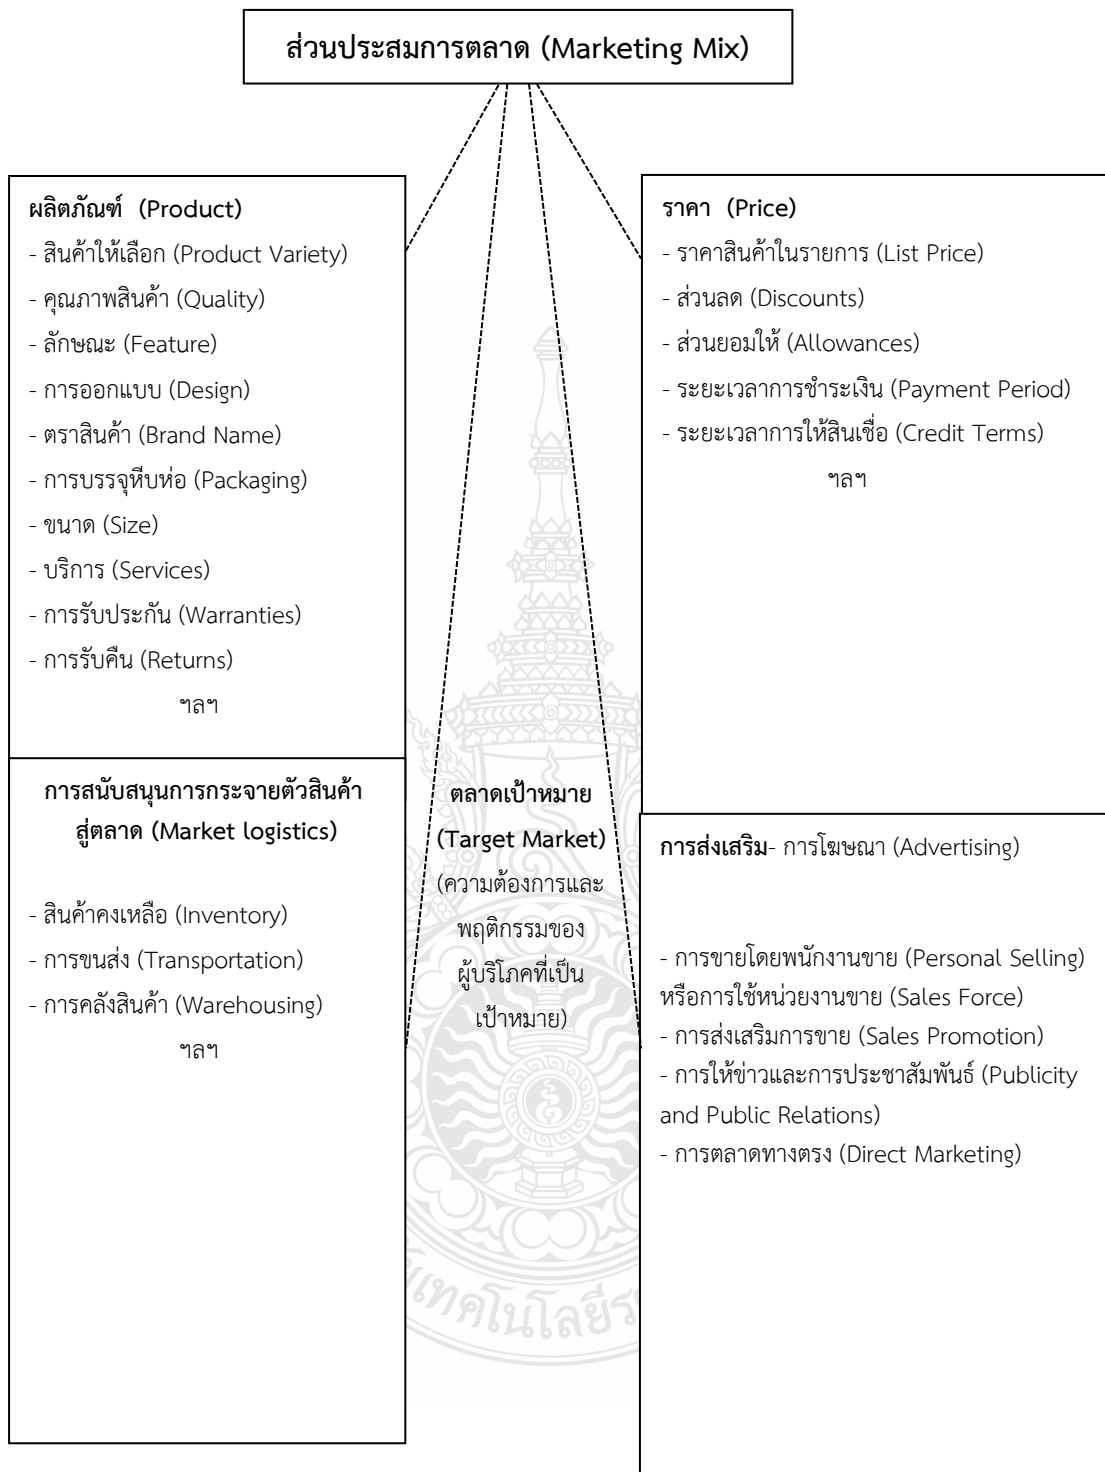 ส่วนประสมการตลาด (Marketing Mix)
ผลิตภัณฑ์ (Product)
- สินค้าให้เลือก (Product Variety)
- คุณภาพสินค้า (Quality)
- ลักษณะ (Feature)
- การออกแบบ (Design)
- ตราสินค้า (Brand Name)
- การบรรจุหีบห่อ (Packaging)
- ขนาด (Size)
- บริการ (Services)
- การรับประกัน (Warranties)
- การรับคืน (Returns)
ฯลฯ
ราคา (Price)
- ราคาสินค้าในรายการ (List Price)
- ส่วนลด (Discounts)
- ส่วนยอมให้ (Allowances)
- ระยะเวลาการชำระเงิน (Payment Period)
- ระยะเวลาการให้สินเชื่อ (Credit Terms)
ฯลฯ
การสนับสนุนการกระจายตัวสินค้า
สู่ตลาด (Market logistics)
- สินค้าคงเหลือ (Inventory)
- การขนส่ง (Transportation)
- การคลังสินค้า (Warehousing)
ฯลฯ
ตลาดเป้าหมาย
(Target Market)
(ความต้องการและ
พฤติกรรมของ
ผู้บริโภคที่เป็น
เป้าหมาย)
การส่งเสริม- การโฆษณา (Advertising)
- การขายโดยพนักงานขาย (Personal Selling)
หรือการใช้หน่วยงานขาย (Sales Force)
- การส่งเสริมการขาย (Sales Promotion)
- การให้ข่าวและการประชาสัมพันธ์ (Publicity
and Public Relations)
- การตลาดทางตรง (Direct Marketing)